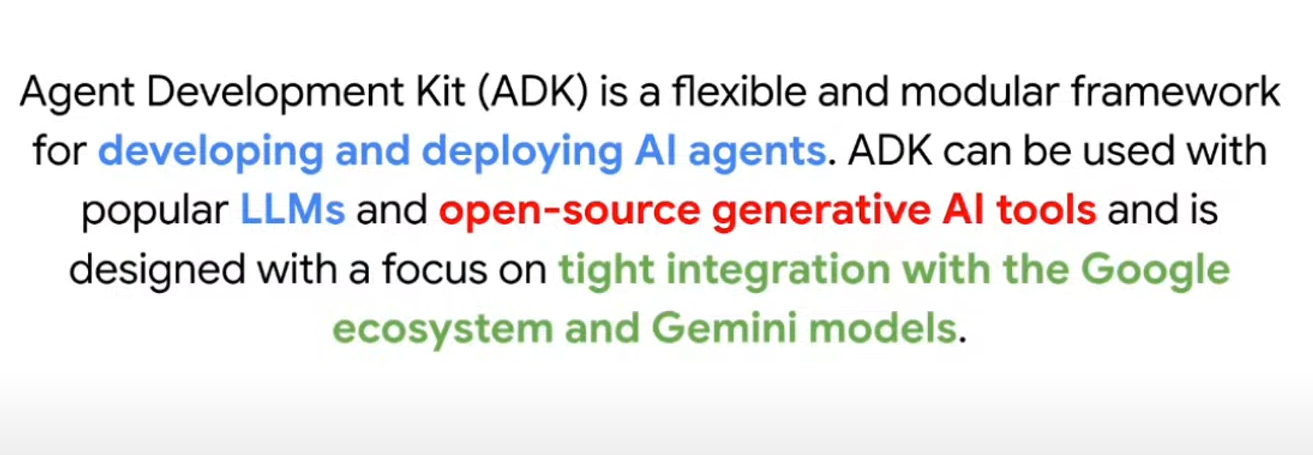 Agent Development Kit (ADK) is a flexible and modular framework
for developing and deploying AI agents. ADK can be used with
popular LLMs and open-source generative AI tools and is
designed with a focus on tight integration with the Google
ecosystem and Gemini models.